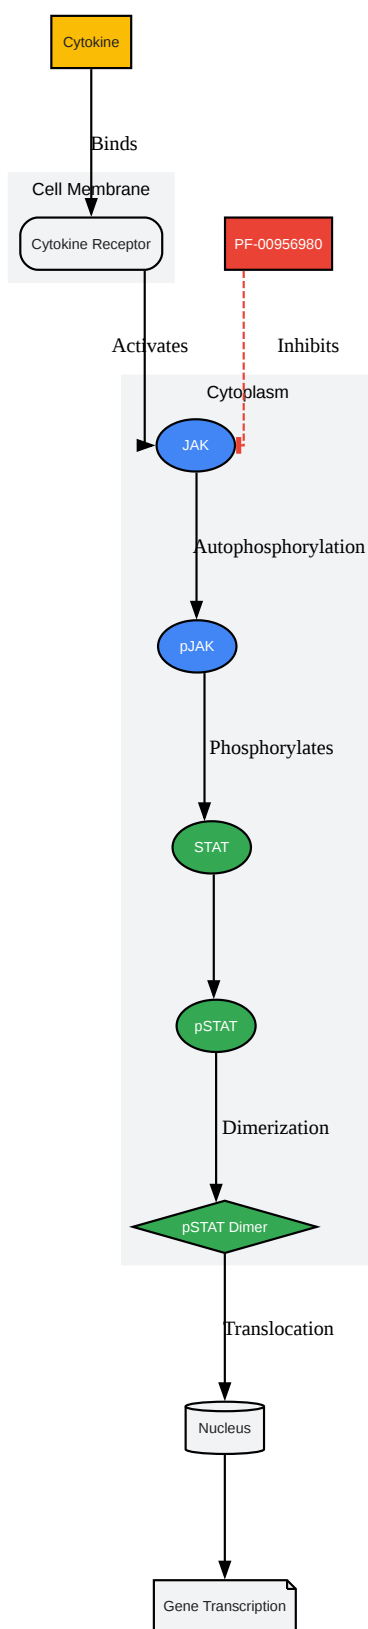 Cytokine
Binds
Cell Membrane
Cytokine Receptor
PF-00956980
Activates
Inhibits
Cytoplasm
JAK
Autophosphorylation
pJAK
Phosphorylates
STAT
pSTAT
Dimerization
pSTAT Dimer
Translocation
Nucleus
Gene Transcription